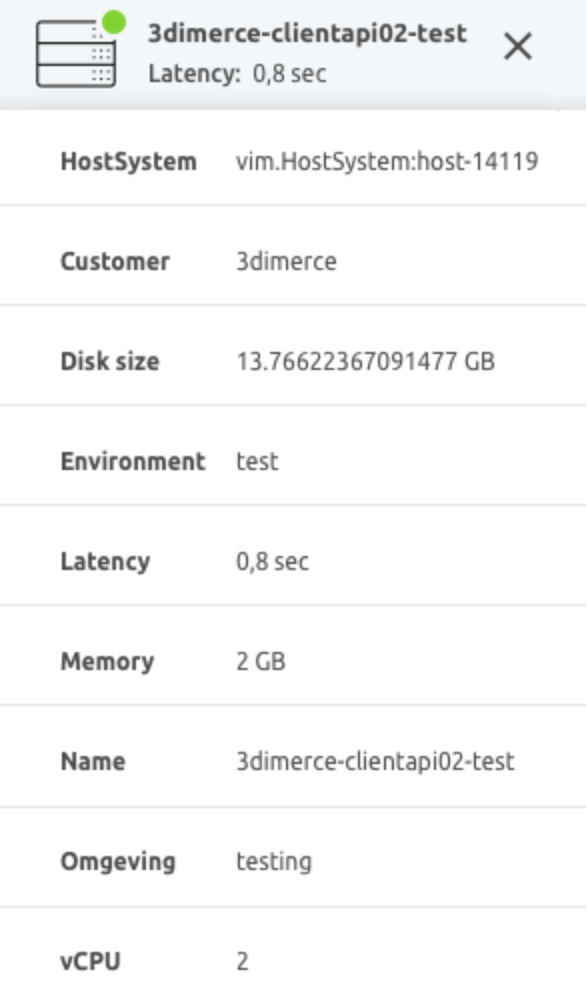 3dimerce-clientapi02-test
Latency: 0,8 sec
HostSystem vim.HostSystem:host-14119
Customer 3dimerce
Disk size 13.76622367091477 GB
Environment test
Latency 0,8 sec
Memory 2 GB
Name 3dimerce-clientapi02-test
Omgeving testing
vCPU 2